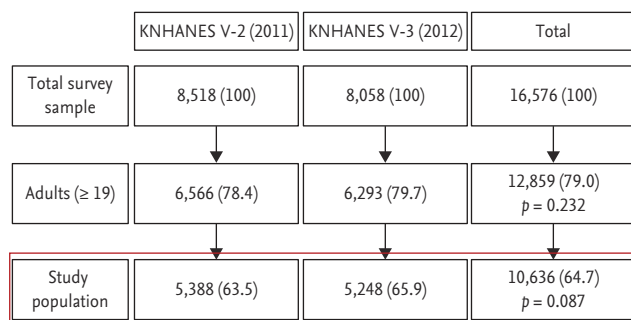 KNHANES V-2 (2011) KNHANES V-3 (2012) Total
Total survey
sample
8,518 (100) 8,058 (100) 16,576 (100)
Adults (≥ 19) 6,566 (78.4) 6,293 (79.7)
12,859 (79.0)
p = 0.232
Study
population
5,388 (63.5) 5,248 (65.9)
10,636 (64.7)
p = 0.087